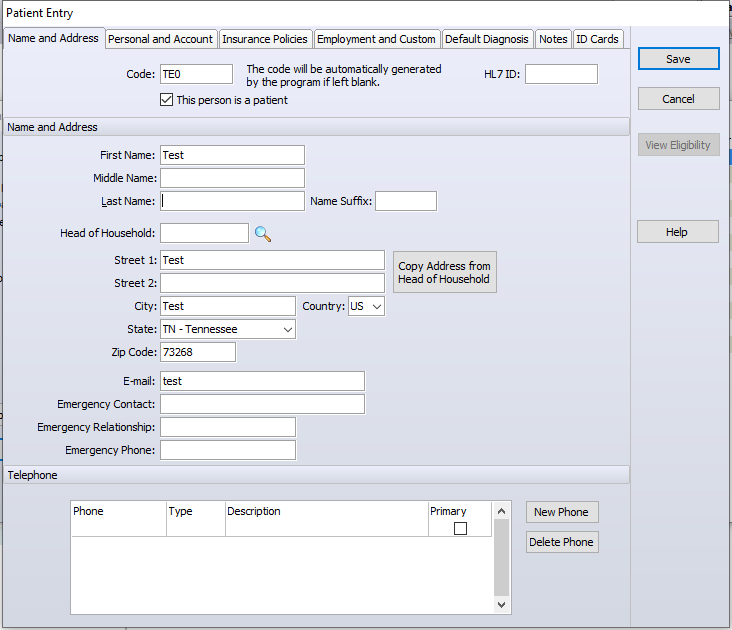 Patient Entry
Name and Address Personal and Account Insurance Policies Employment and Custom Default Diagnosis Notes ID Cards
Save
Code: TE0 The code will be automatically generated HL7 ID:
by the program if left blank.
Cancel
This person is a patient
Name and Address
View Eligibility
First Name: Test
Middle Name:
Last Name: Name Suffix:
Head of Household:
Help
Street 1: Test
Copy Address from
Head of Household
Street 2:
City: Test Country: US
State: TN - Tennessee
Zip Code: 73268
E-mail: test
Emergency Contact:
Emergency Relationship:
Emergency Phone:
Telephone
Phone Type Description Primary
New Phone
Delete Phone